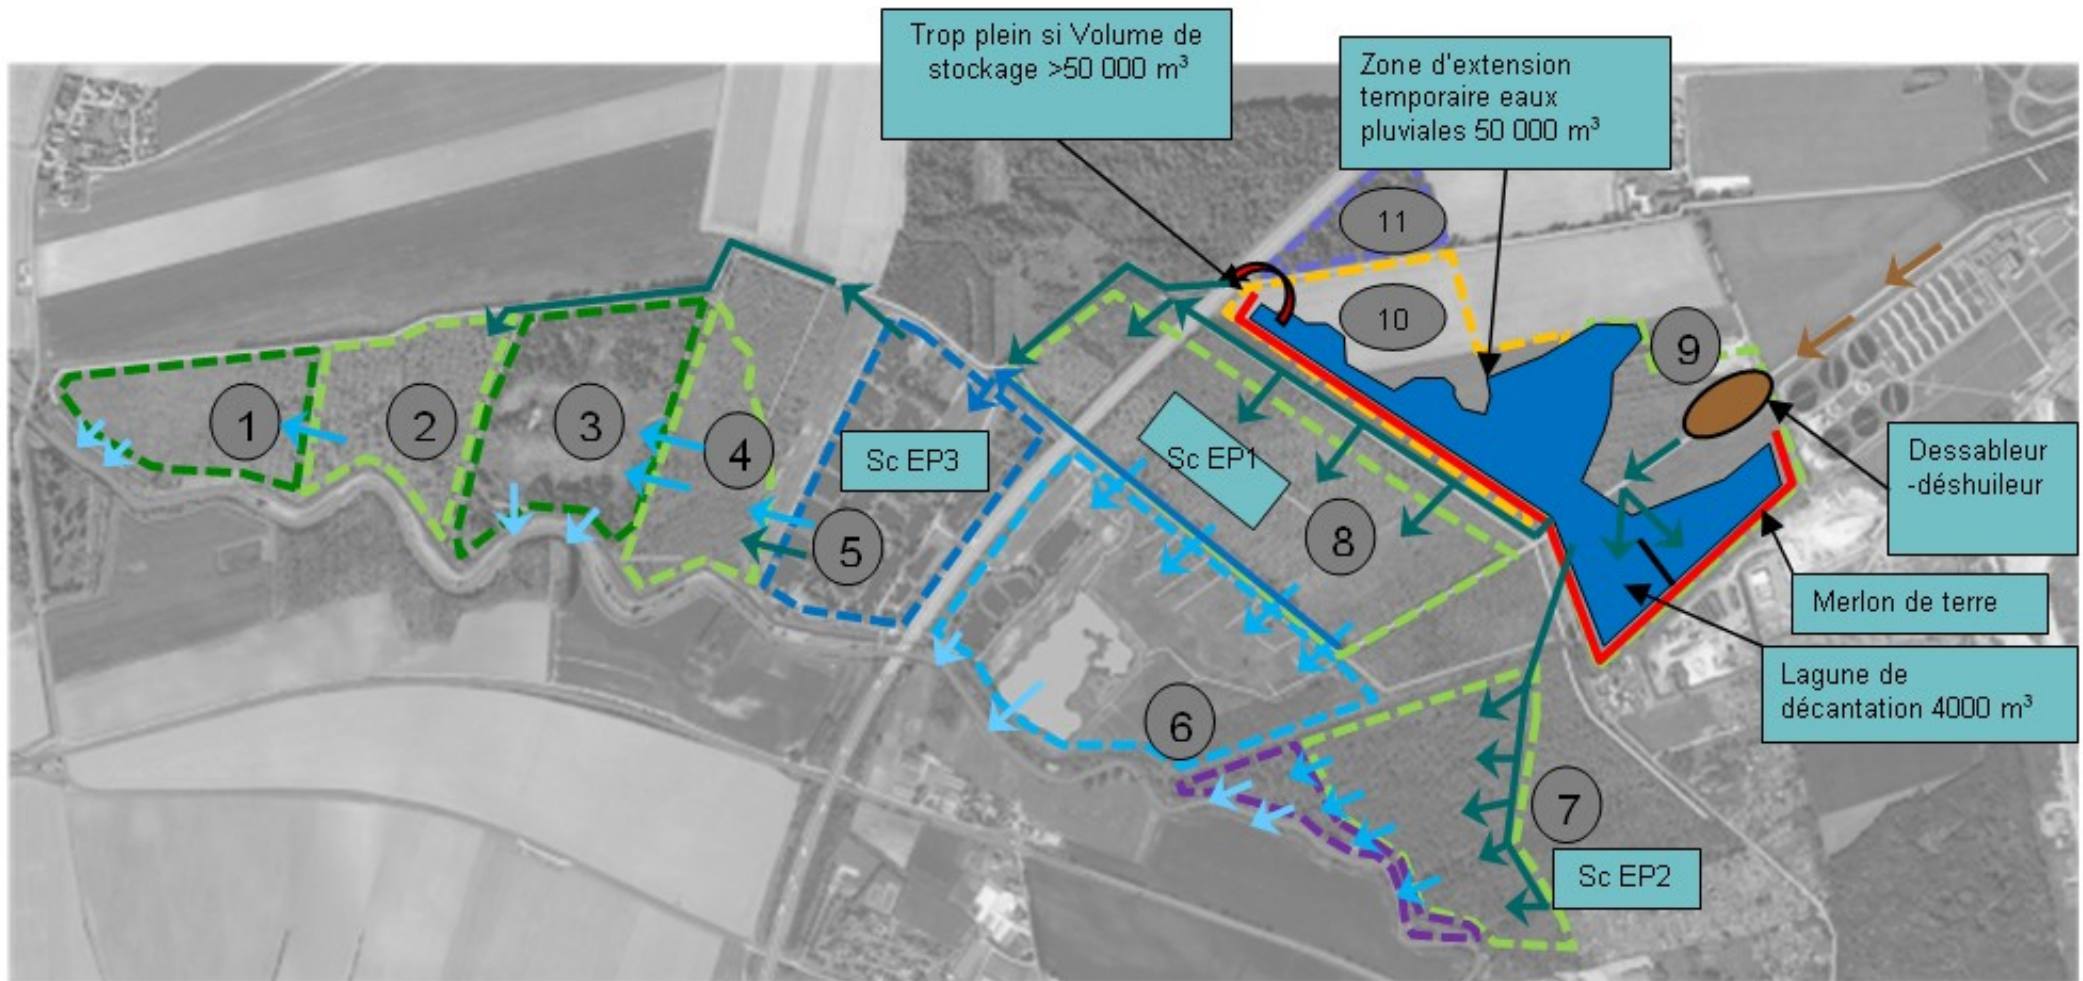 Trop plein si Volume de
stockage >50 000 m³
Zone d'extension
temporaire eaux
pluviales 50 000 m³
11
10
9
1
2
3
4
Sc EP3
Sc EP1
Dessableur
-déshuileur
5
8
Merlon de terre
Lagune de
décantation 4000 m³
6
7
Sc EP2